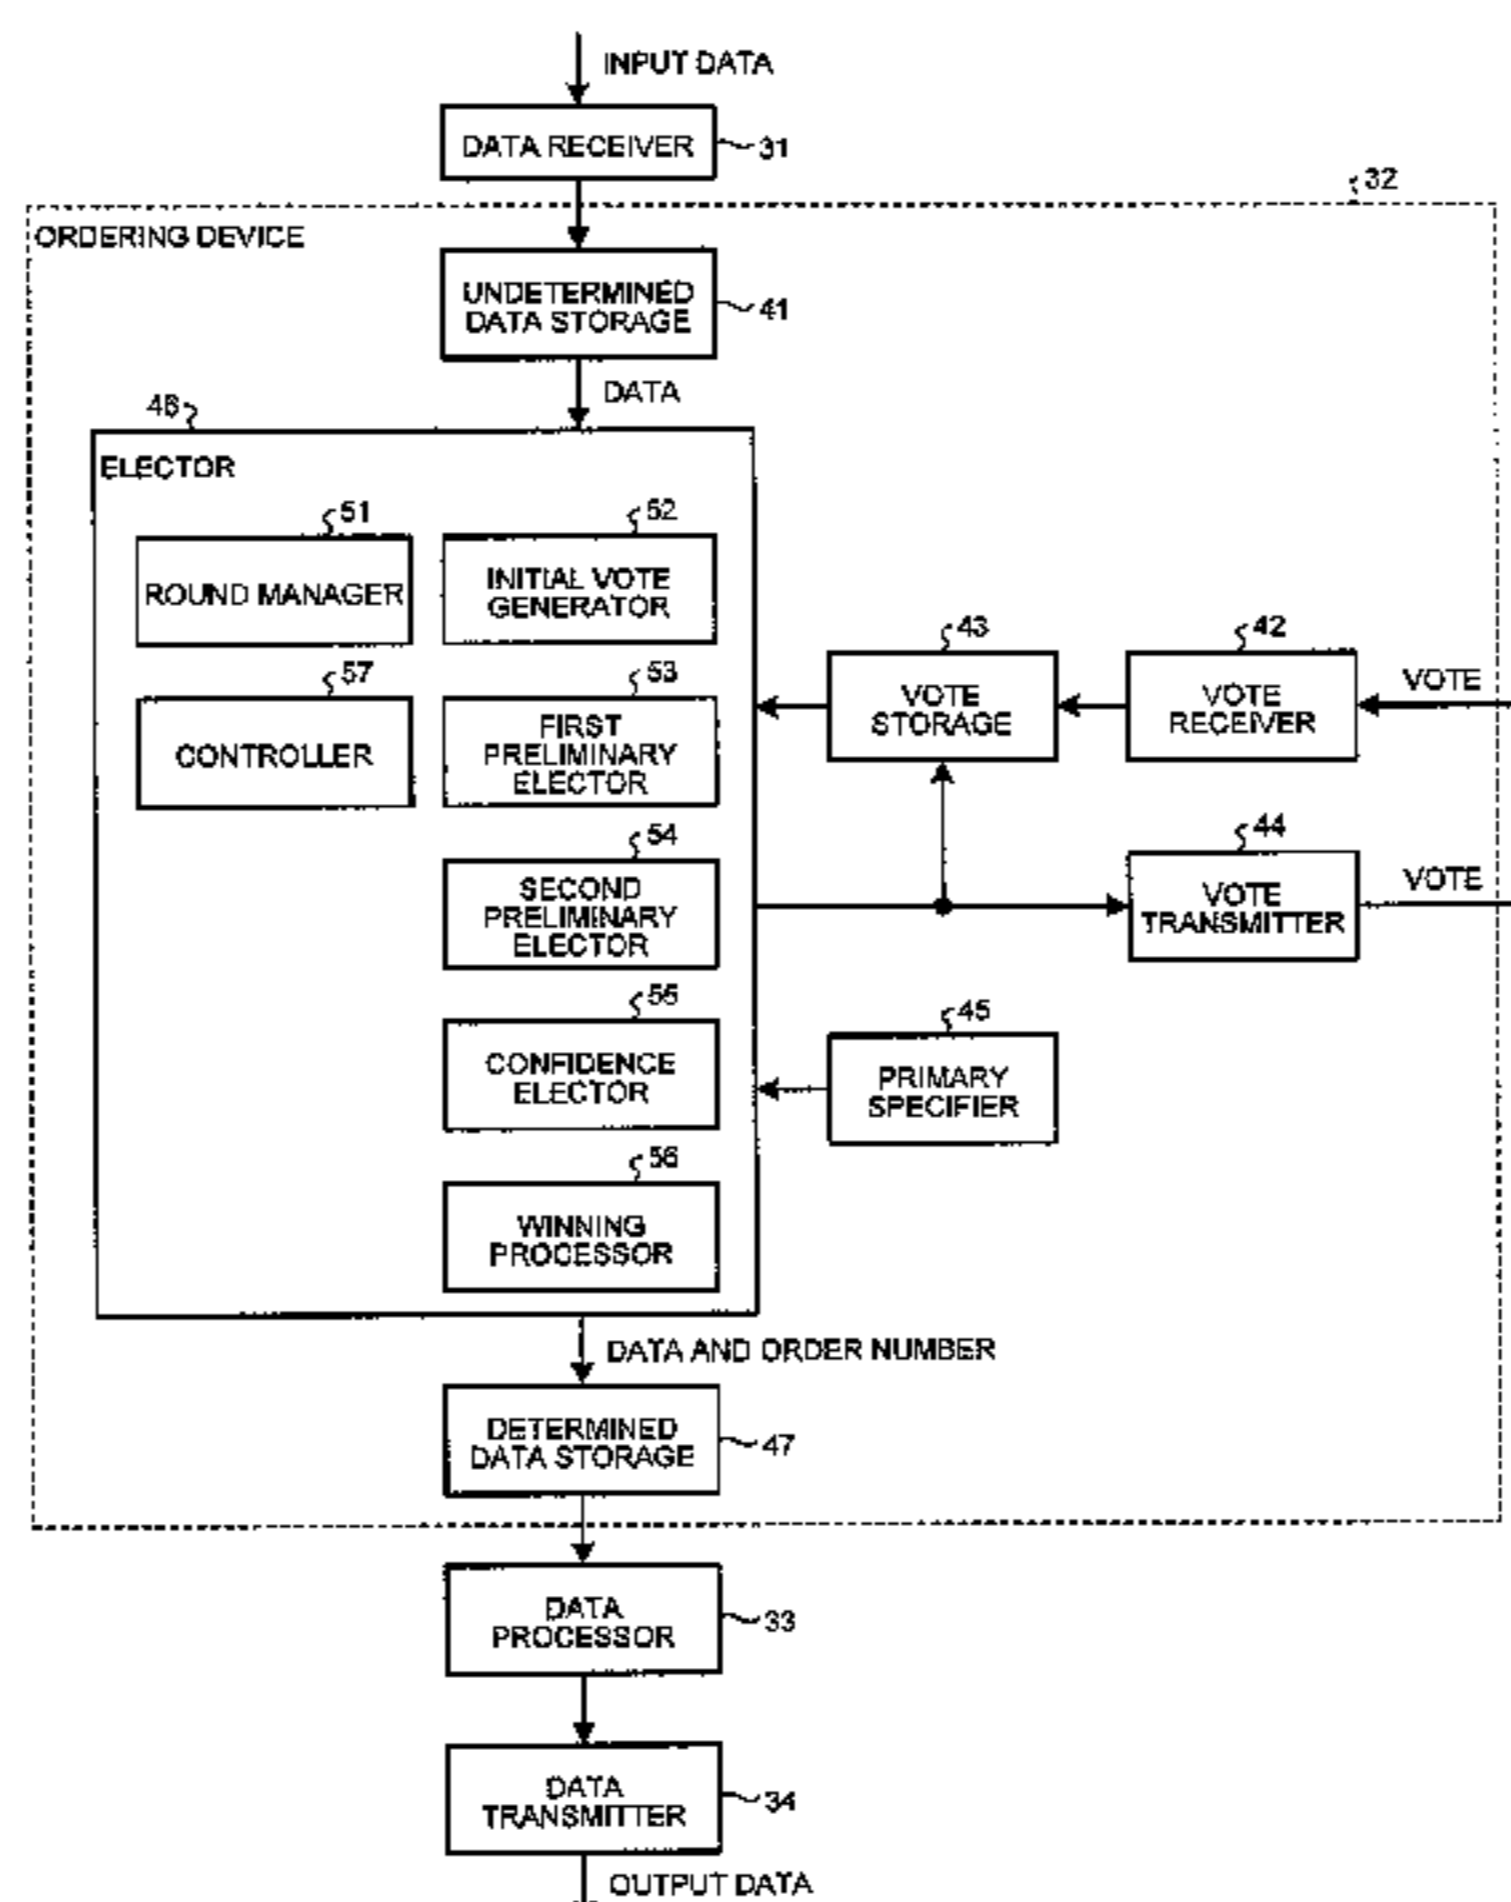 INPUT DATA
DATA RECEIVER
31
32
ORDERING DEVICE
UNDETERMINED
DATA STORAGE
41
DATA
46
ELECTOR
51
ROUND MANAGER
52
INITIAL VOTE
GENERATOR
57
CONTROLLER
53
FIRST
PRELIMINARY
ELECTOR
43
VOTE
STORAGE
42
VOTE
RECEIVER
VOTE
54
SECOND
PRELIMINARY
ELECTOR
44
VOTE
TRANSMITTER
VOTE
55
CONFIDENCE
ELECTOR
45
PRIMARY
SPECIFIER
56
WINNING
PROCESSOR
DATA AND ORDER NUMBER
DETERMINED
DATA STORAGE
47
DATA
PROCESSOR
33
DATA
TRANSMITTER
34
OUTPUT DATA